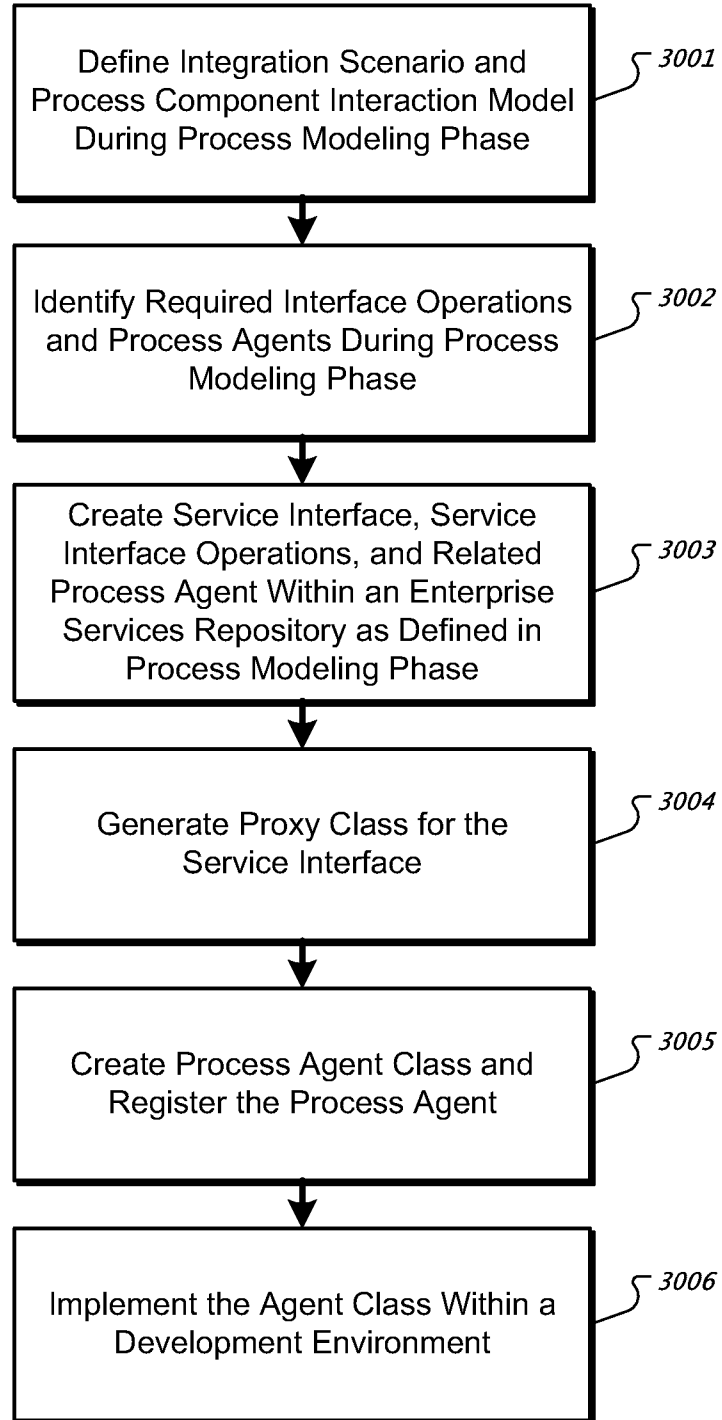 Define Integration Scenario and
Process Component Interaction Model
During Process Modeling Phase
3001
Identify Required Interface Operations
and Process Agents During Process
Modeling Phase
3002
Create Service Interface, Service
Interface Operations, and Related
Process Agent Within an Enterprise
Services Repository as Defined in
Process Modeling Phase
3003
Generate Proxy Class for the
Service Interface
3004
Create Process Agent Class and
Register the Process Agent
3005
Implement the Agent Class Within a
Development Environment
3006